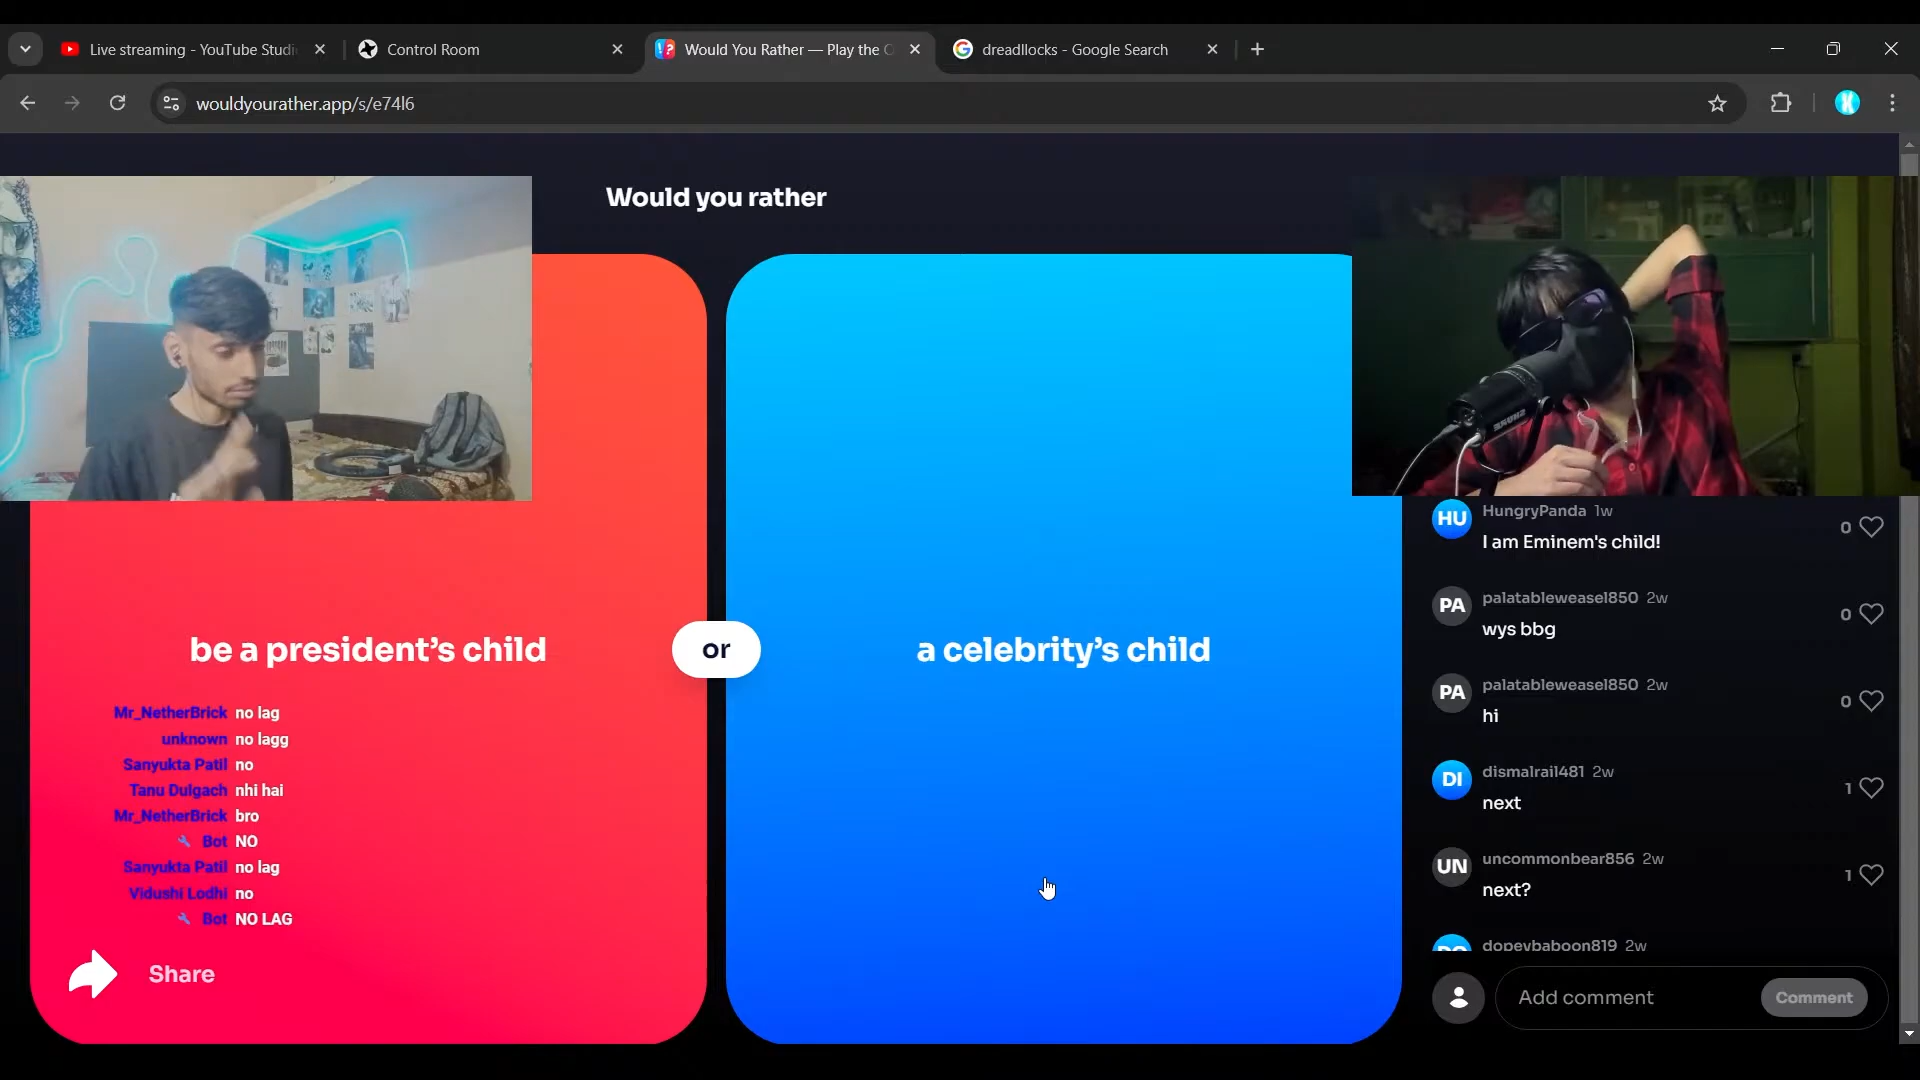 Live streaming - YouTube Studi
Control Room
Would You Rather — Play the
dreadllocks - Google Search
wouldyourather.app/s/e74l6
Would you rather
be a president’s child
or
a celebrity’s child
Mr_NetherBrick no lag
unknown no lagg
Sanyukta Patil no
Tanu Dulgach nhi hai
Mr_NetherBrick bro
Bot NO
Sanyukta Patil no lag
Vidushi Lodhi no
Bot NO LAG
Share
SHURE
HU HungryPanda 1w
I am Eminem's child!
0
PA palatableweasel850 2w
wys bbg
0
PA palatableweasel850 2w
hi
0
DI dismalrail481 2w
next
1
UN uncommonbear856 2w
next?
1
dopeybaboon819 2w
Add comment
Comment